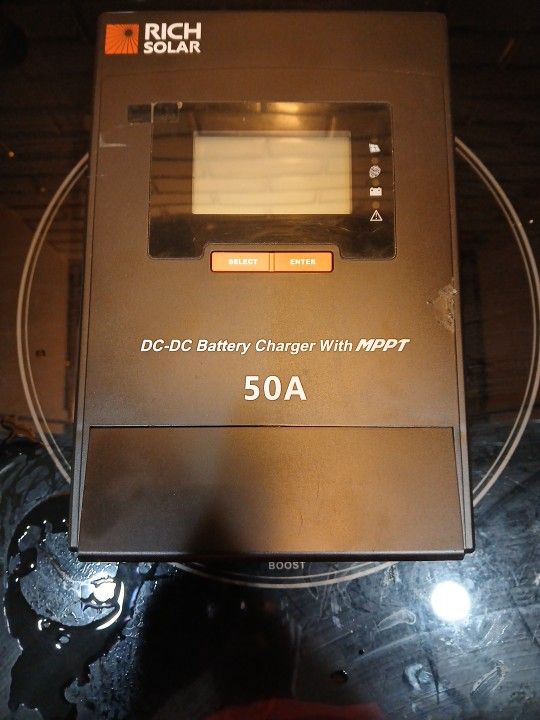 RICH
SOLAR
SELECT ENTER
DC-DC Battery Charger With MPPT
50A
BOOST